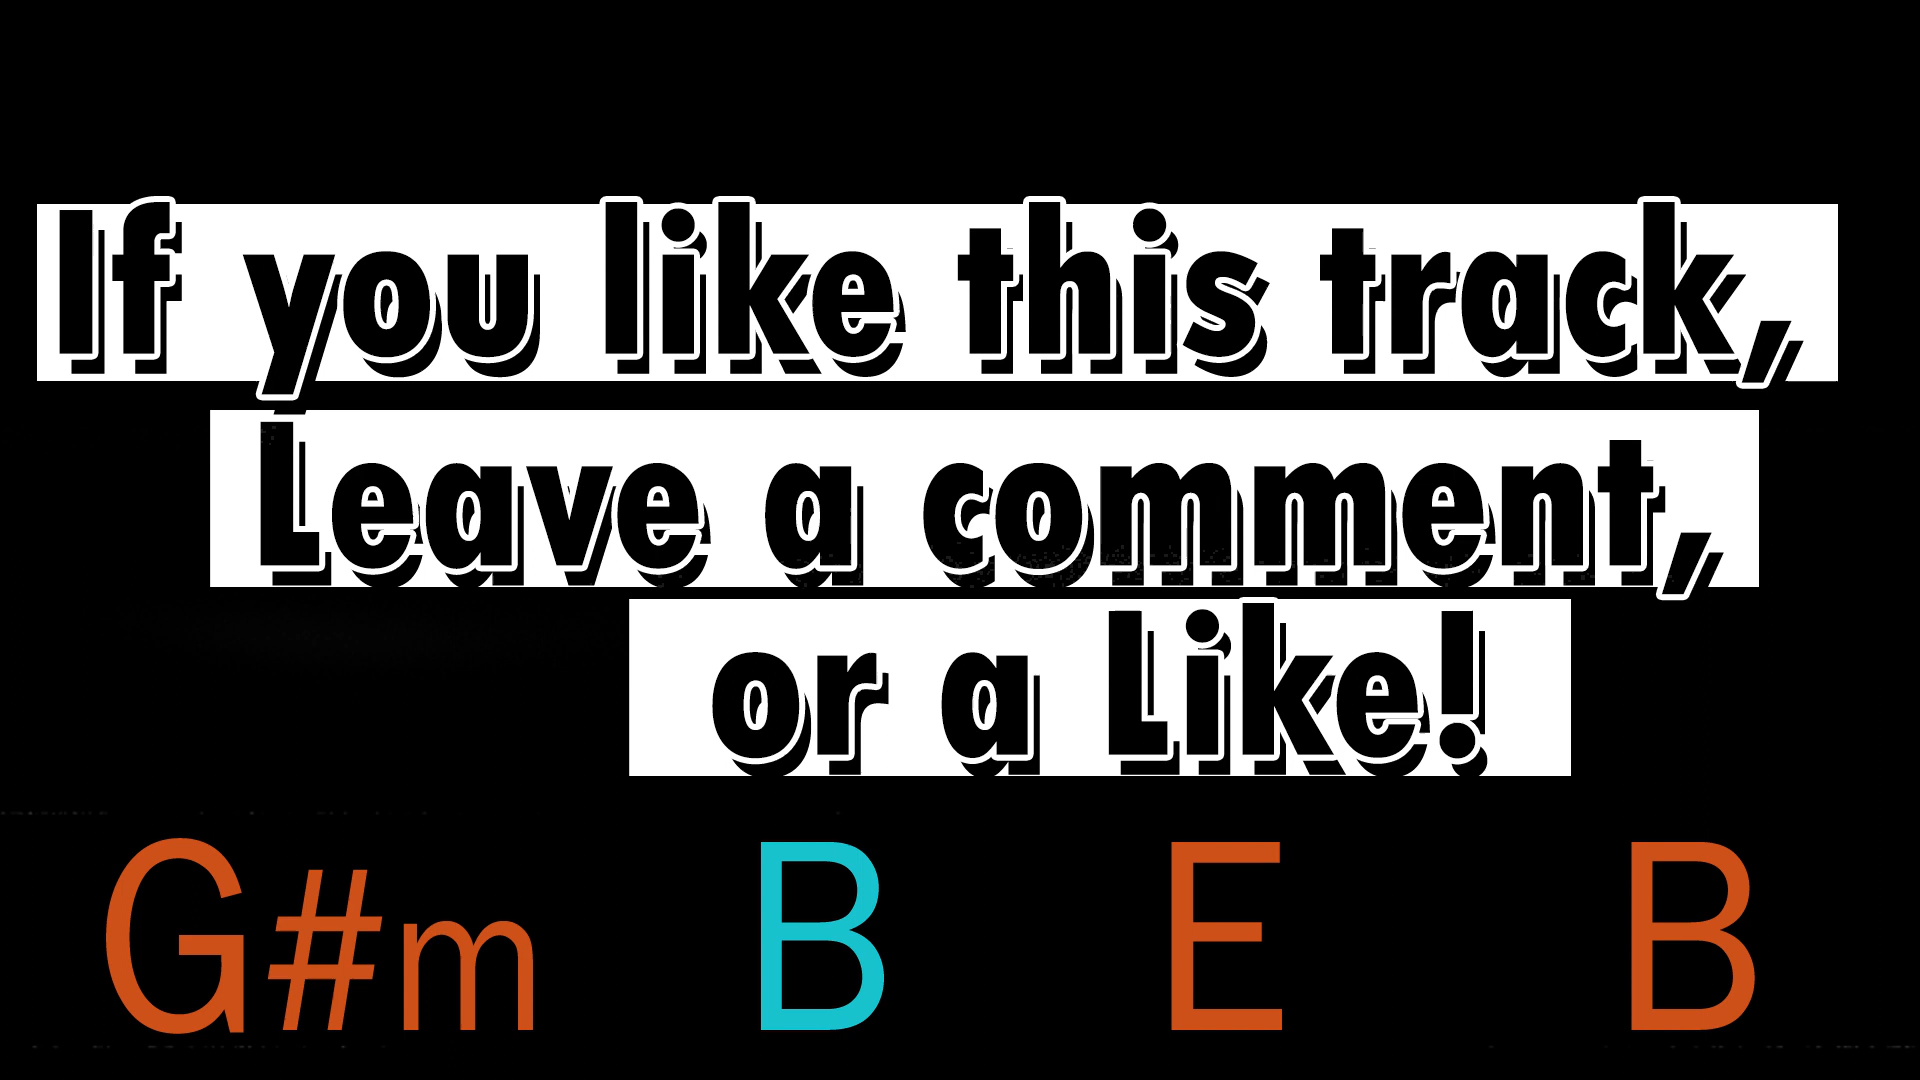 If you like this track,
Leave a comment,
or a Like!
G#m B E B